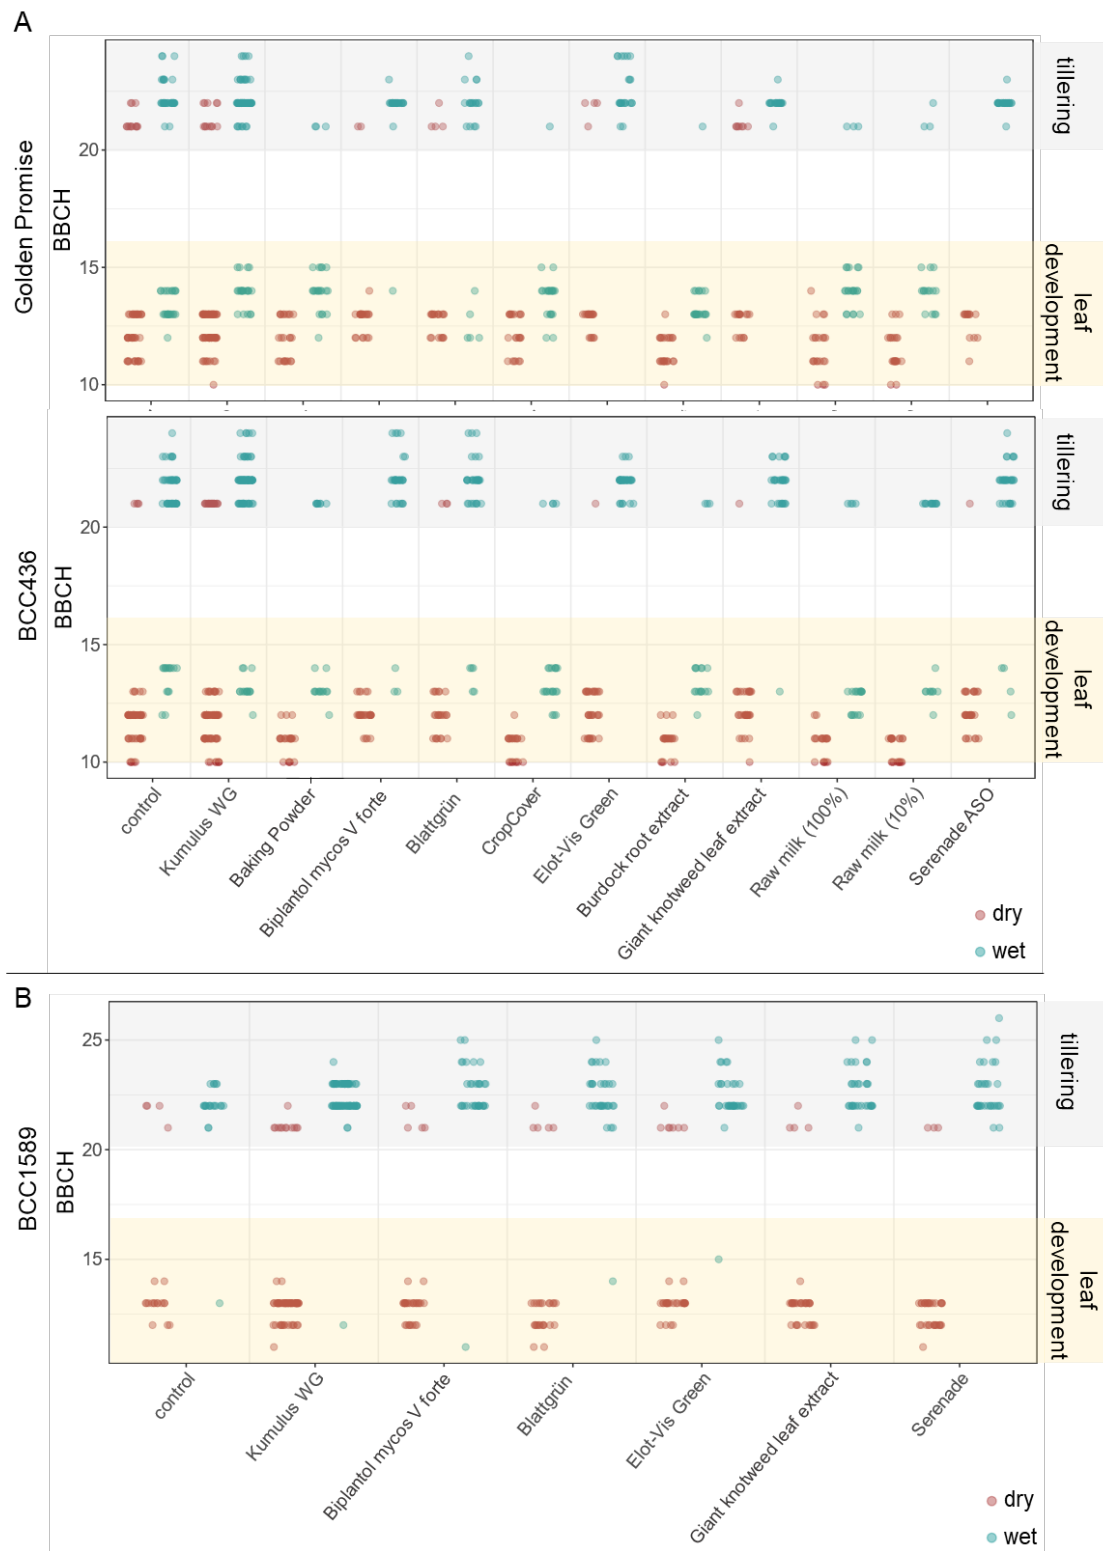 A
Golden Promise
BBCH
20
15
10
tillering
leaf
development
BCC436
BBCH
20
15
10
tillering
leaf
development
control
Kumulus WG
Baking Powder
Biplantol mycos V forte
Blattgrün
CropCover
Elot-Vis Green
Burdock root extract
Giant knotweed leaf extract
Raw milk (100%)
Raw milk (10%)
Serenade ASO
dry
wet
B
BCC1589
BBCH
25
20
15
tillering
leaf
development
control
Kumulus WG
Biplantol mycos V forte
Blattgrün
Elot-Vis Green
Giant knotweed leaf extract
Serenade
dry
wet